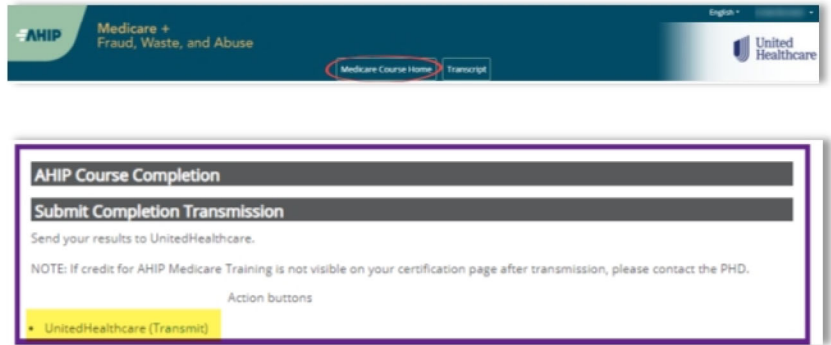 English
AHIP
Medicare +
Fraud, Waste, and Abuse
United
Healthcare
Medicare Course Home
Transcript
AHIP Course Completion
Submit Completion Transmission
Send your results to UnitedHealthcare.
NOTE: If credit for AHIP Medicare Training is not visible on your certification page after transmission, please contact the PHD.
Action buttons
• UnitedHealthcare (Transmit)